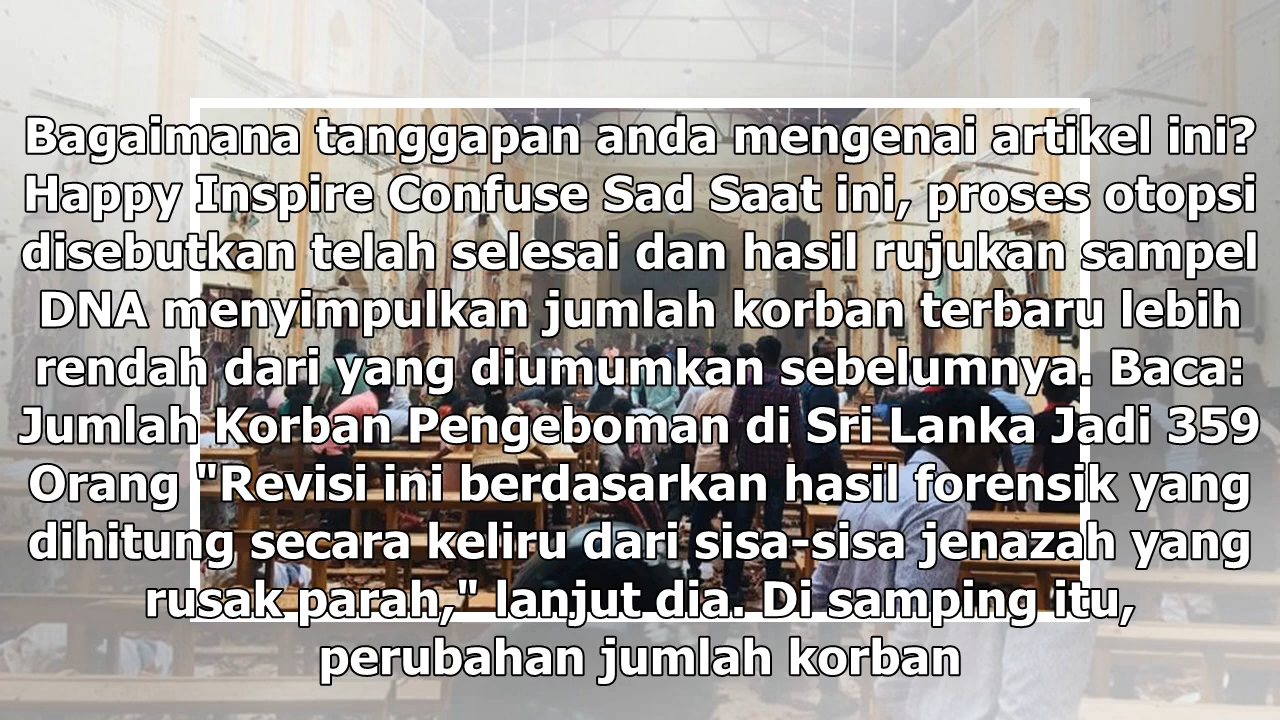 Bagaimana tanggapan anda mengenai artikel ini?
Happy Inspire Confuse Sad Saat ini, proses otopsi
disebutkan telah selesai dan hasil rujukan sampel
DNA menyimpulkan jumlah korban terbaru lebih
rendah dari yang diumumkan sebelumnya. Baca:
Jumlah Korban Pengeboman di Sri Lanka Jadi 359
Orang "Revisi ini berdasarkan hasil forensik yang
dihitung secara keliru dari sisa-sisa jenazah yang
rusak parah," lanjut dia. Di samping itu,
perubahan jumlah korban